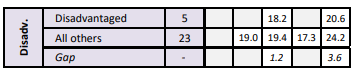 Disadv.
Disadvantaged 5 18.2 20.6
All others 23 19.0 19.4 17.3 24.2
Gap - 1.2 3.6